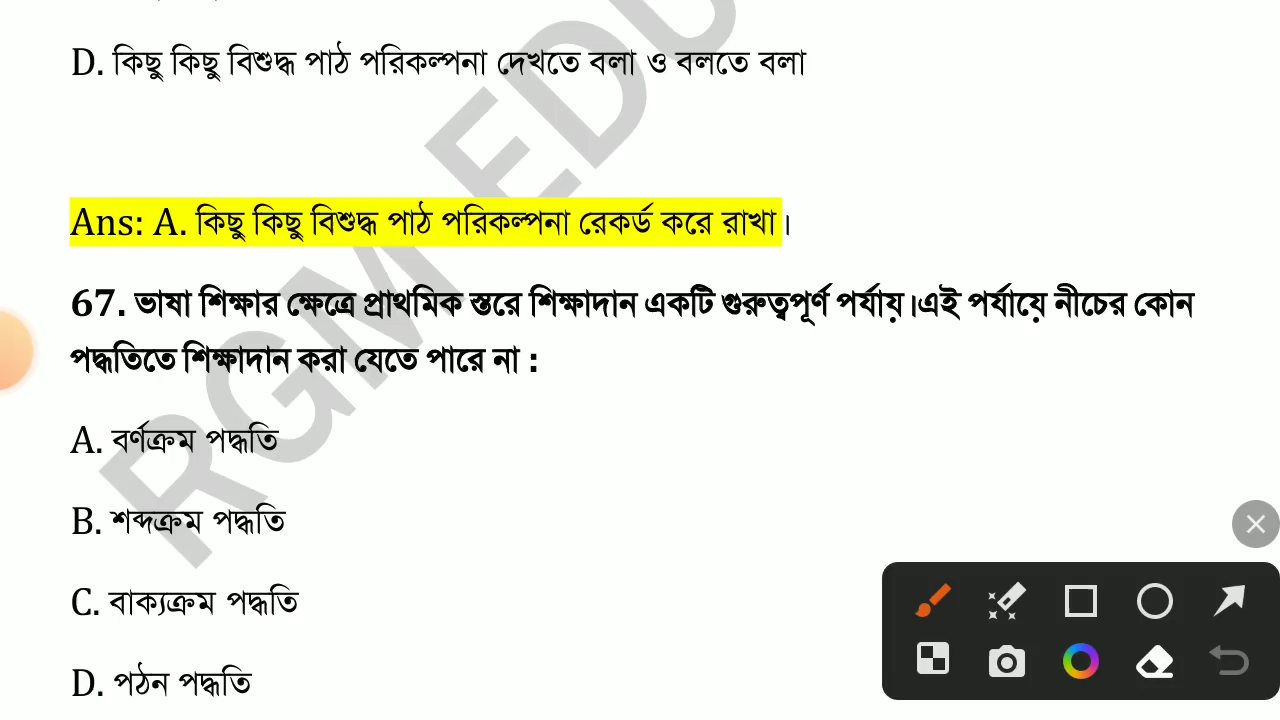 D. কিছু কিছু বিশুদ্ধ পাঠ পরিকল্পনা দেখতে বলা ও বলতে বলা
Ans: A. কিছু কিছু বিশুদ্ধ পাঠ পরিকল্পনা রেকর্ড করে রাখা।
67. ভাষা শিক্ষার ক্ষেত্রে প্রাথমিক স্তরে শিক্ষাদান একটি গুরুত্বপূর্ণ পর্যায়।এই পর্যায়ে নীচের কোন
পদ্ধতিতে শিক্ষাদান করা যেতে পারে না :
A. বর্ণক্রম পদ্ধতি
B. শব্দক্রম পদ্ধতি
C. বাক্যক্রম পদ্ধতি
D. পঠন পদ্ধতি
RGM EDU